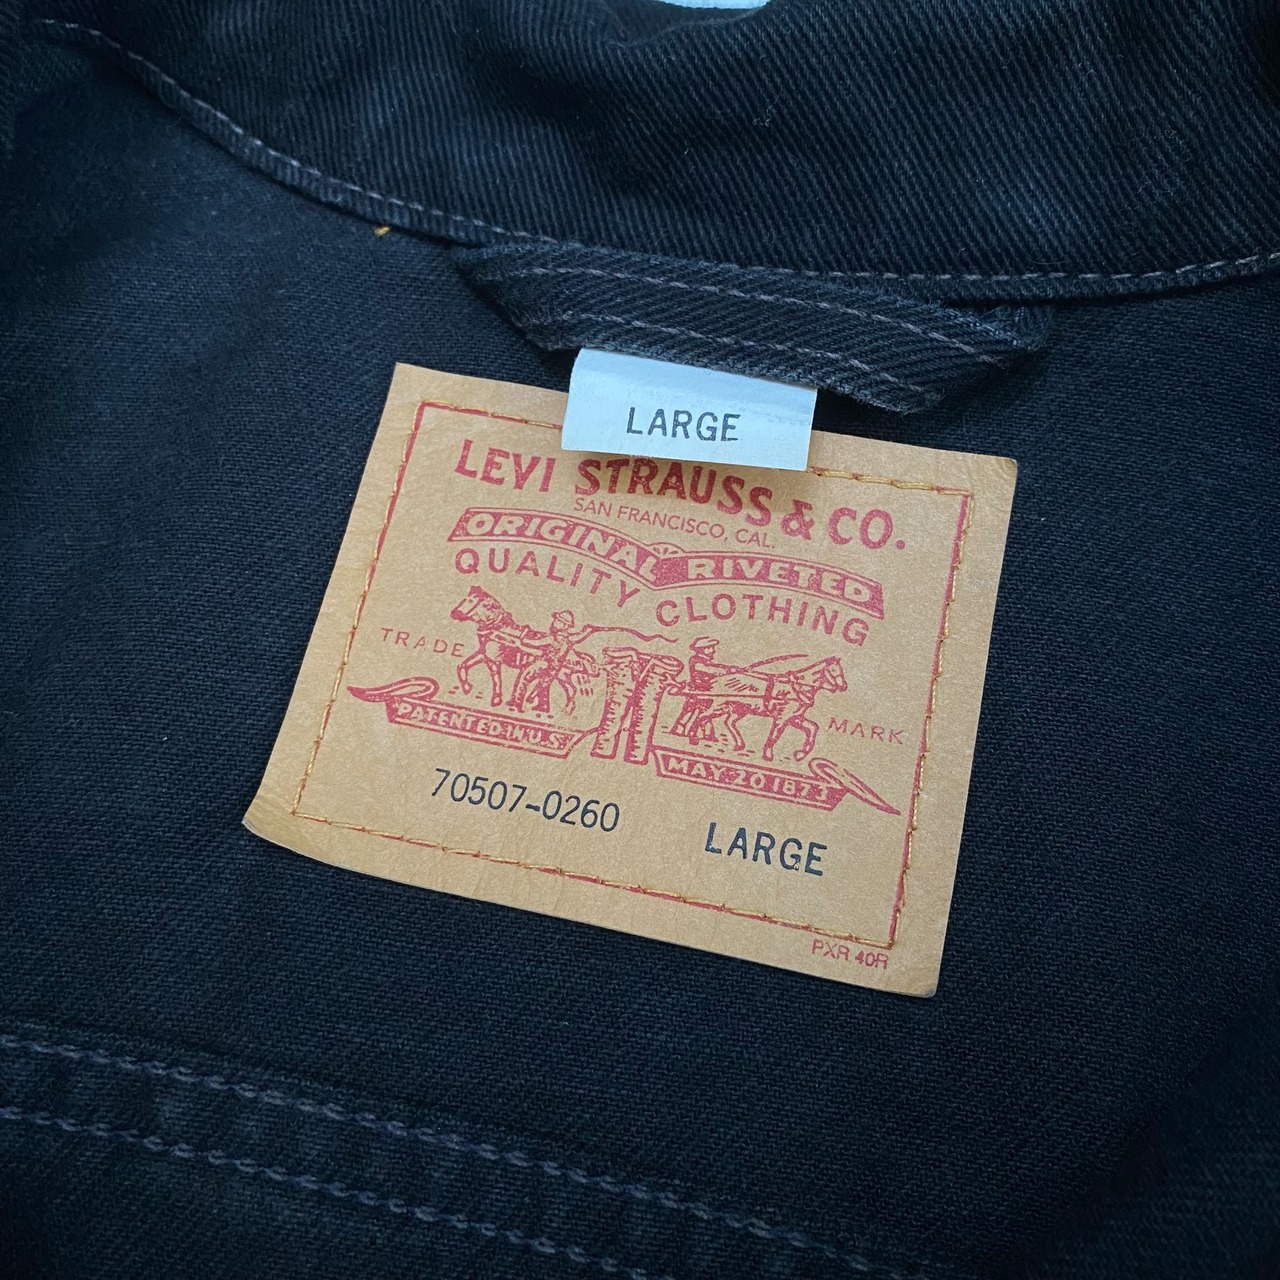 LARGE
LEVI STRAUSS & CO.
SAN FRANCISCO, CAL.
ORIGINAL RIVETED
QUALITY CLOTHING
TRADE MARK
PATENTED IN U.S.
MAY 20 1873
70507-0260 LARGE
PXR 40R